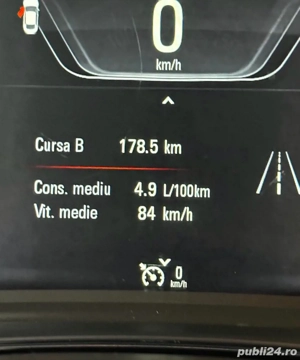 0
km/h
Cursa B 178.5 km
Cons. mediu 4.9 L/100km
Vit. medie 84 km/h
0
km/h
publi24.ro